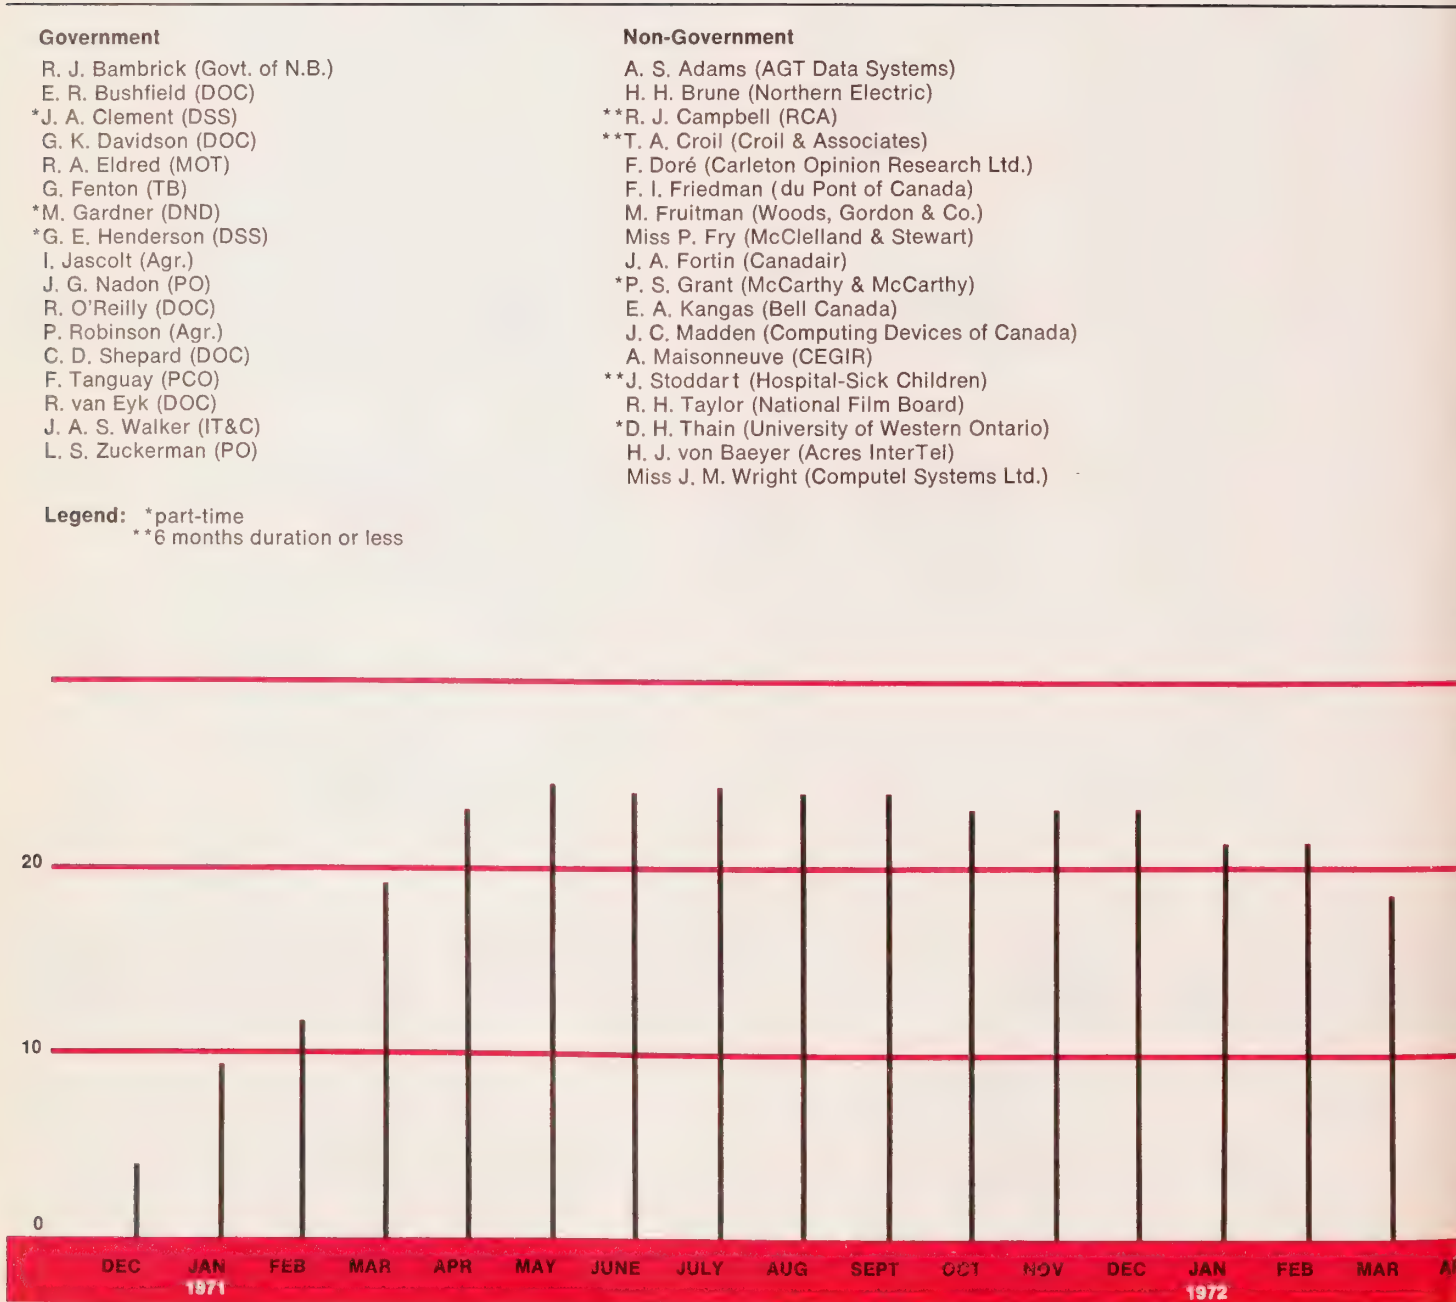 Government
R. J. Bambrick (Govt. of N.B.)
E. R. Bushfield (DOC)
*J. A. Clement (DSS)
G. K. Davidson (DOC)
R. A. Eldred (MOT)
G. Fenton (TB)
*M. Gardner (DND)
*G. E. Henderson (DSS)
I. Jascolt (Agr.)
J. G. Nadon (PO)
R. O'Reilly (DOC)
P. Robinson (Agr.)
C. D. Shepard (DOC)
F. Tanguay (PCO)
R. van Eyk (DOC)
J. A. S. Walker (IT&C)
L. S. Zuckerman (PO)
Legend: *part-time
**6 months duration or less
Non-Government
A. S. Adams (AGT Data Systems)
H. H. Brune (Northern Electric)
**R. J. Campbell (RCA)
**T. A. Croil (Croil & Associates)
F. Doré (Carleton Opinion Research Ltd.)
F. I. Friedman (du Pont of Canada)
M. Fruitman (Woods, Gordon & Co.)
Miss P. Fry (McClelland & Stewart)
J. A. Fortin (Canadair)
*P. S. Grant (McCarthy & McCarthy)
E. A. Kangas (Bell Canada)
J. C. Madden (Computing Devices of Canada)
A. Maisonneuve (CEGIR)
**J. Stoddart (Hospital-Sick Children)
R. H. Taylor (National Film Board)
*D. H. Thain (University of Western Ontario)
H. J. von Baeyer (Acres InterTel)
Miss J. M. Wright (Computel Systems Ltd.)
20
10
0
DEC JAN FEB MAR APR MAY JUNE JULY AUG SEPT OCT NOV DEC JAN FEB MAR
1971 1972